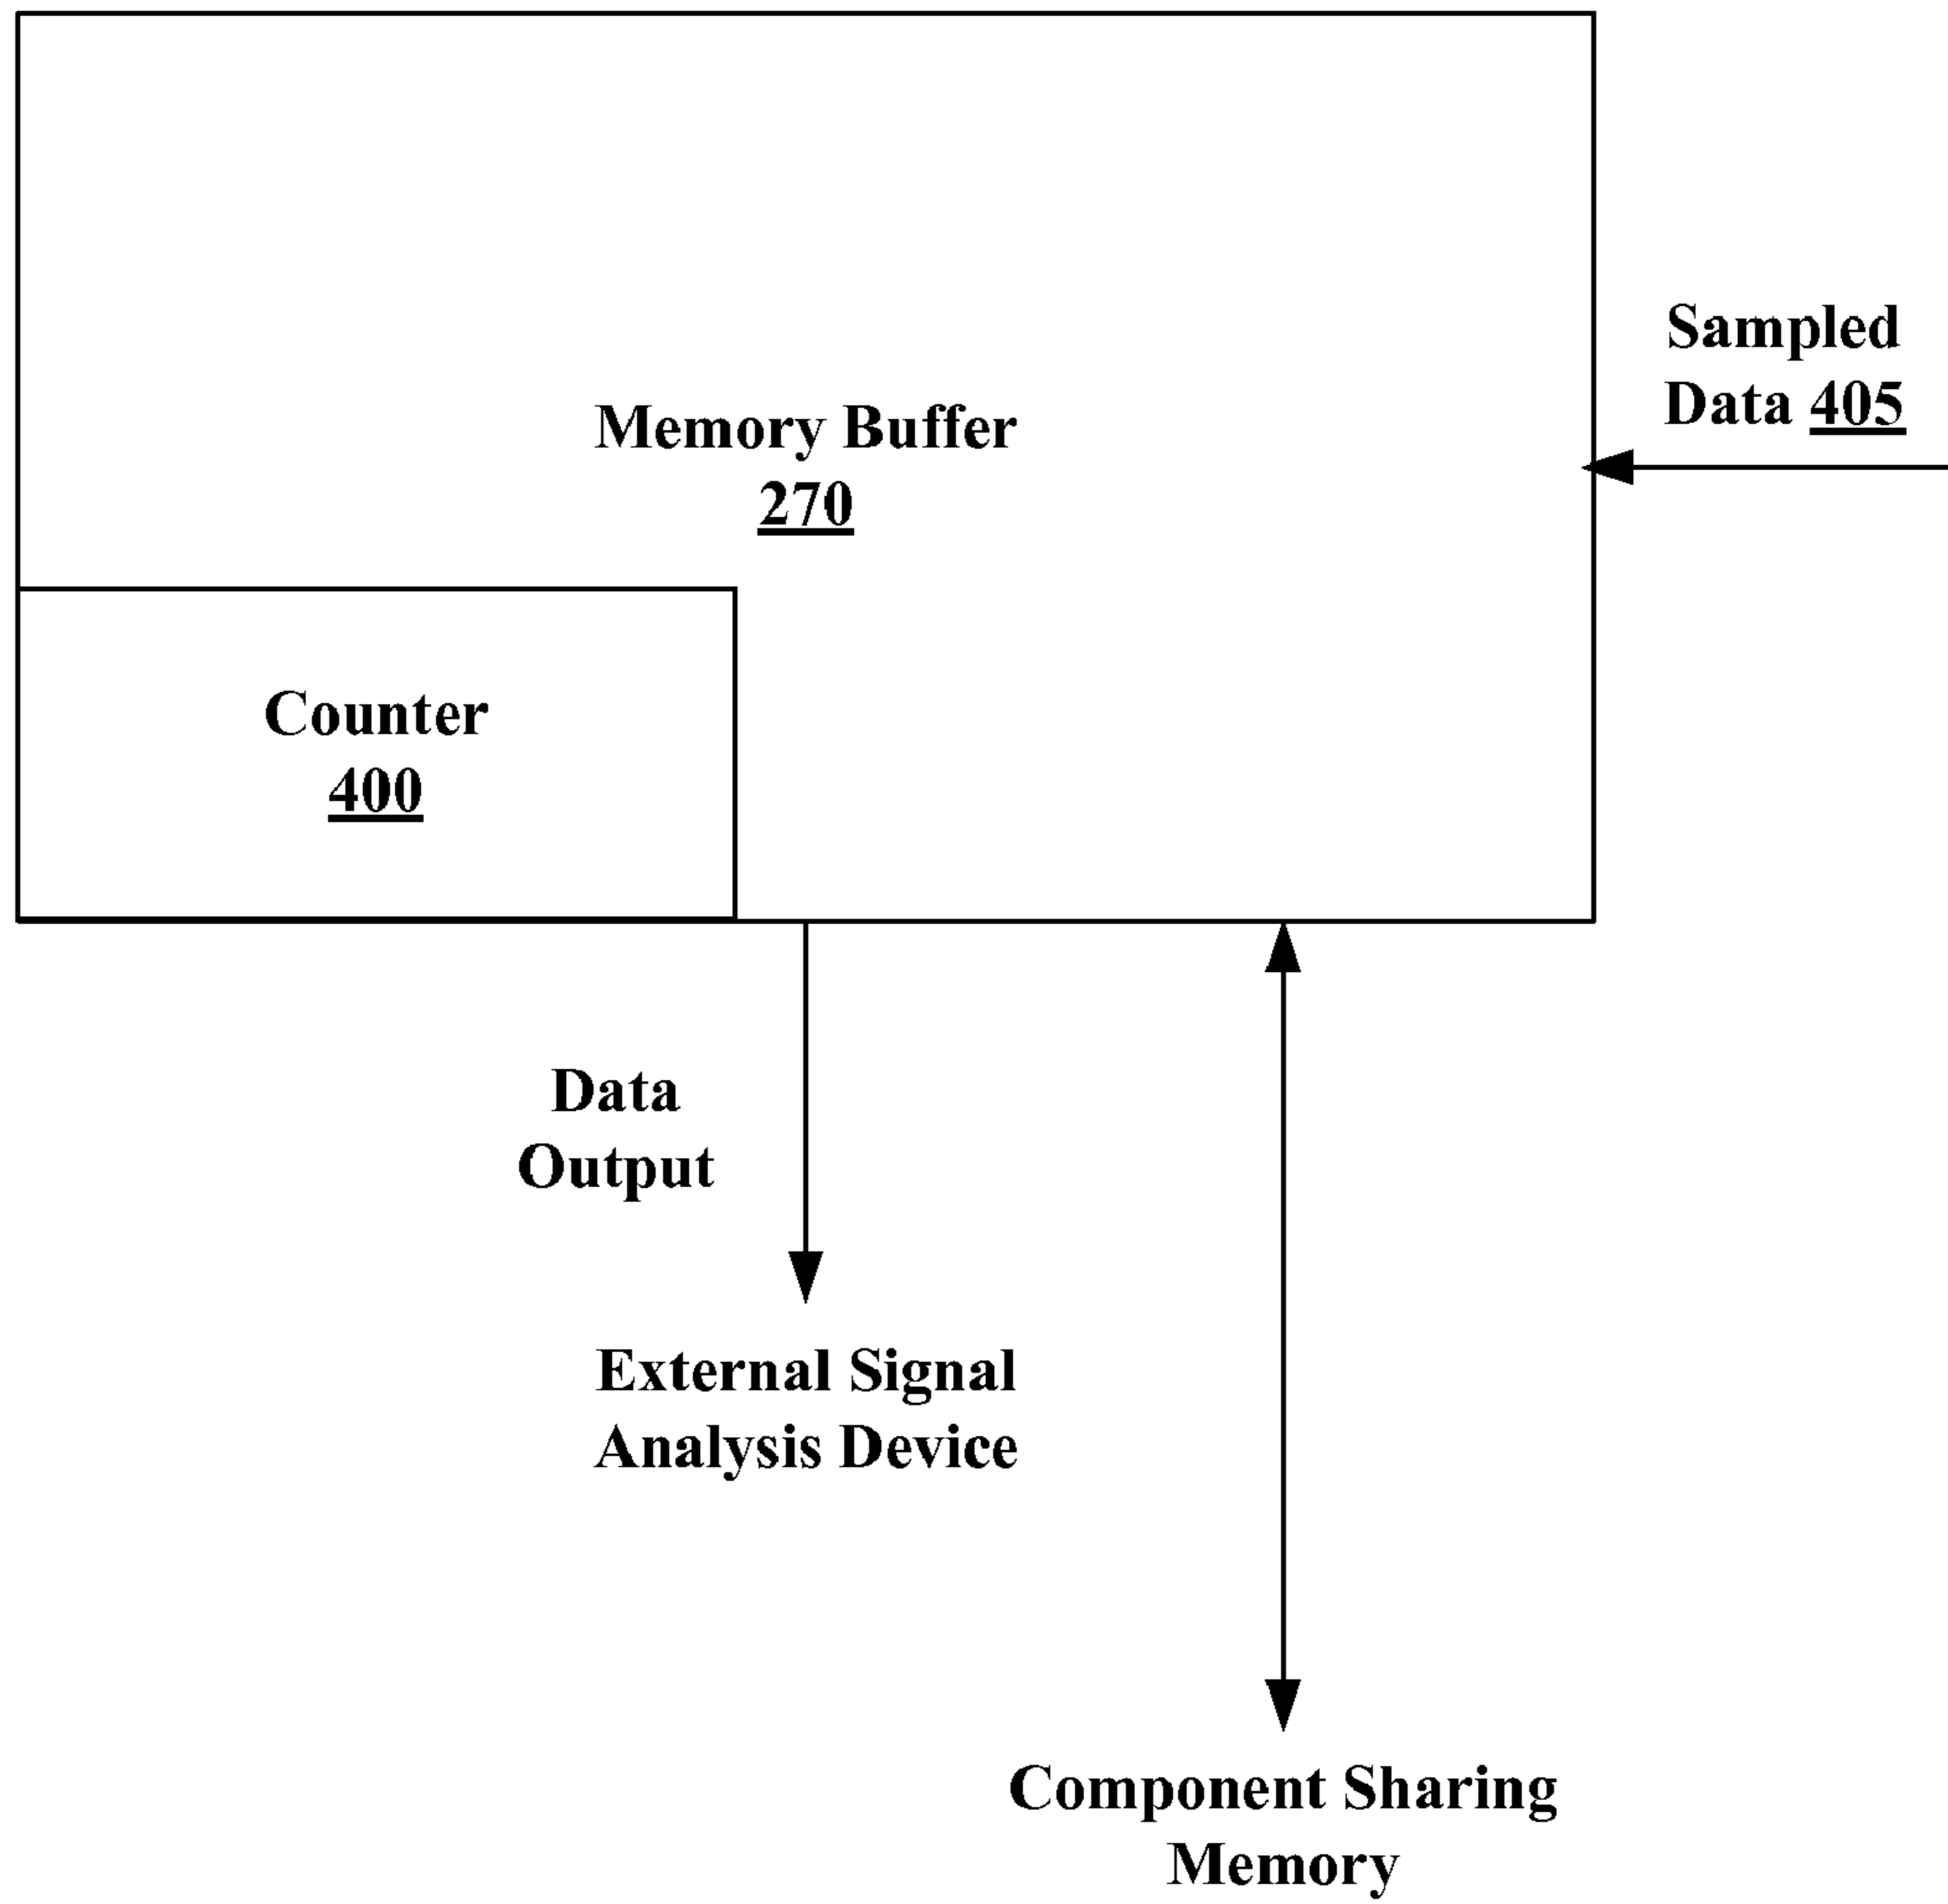 Sampled
Data 405
Memory Buffer
270
Counter
400
Data
Output
External Signal
Analysis Device
Component Sharing
Memory